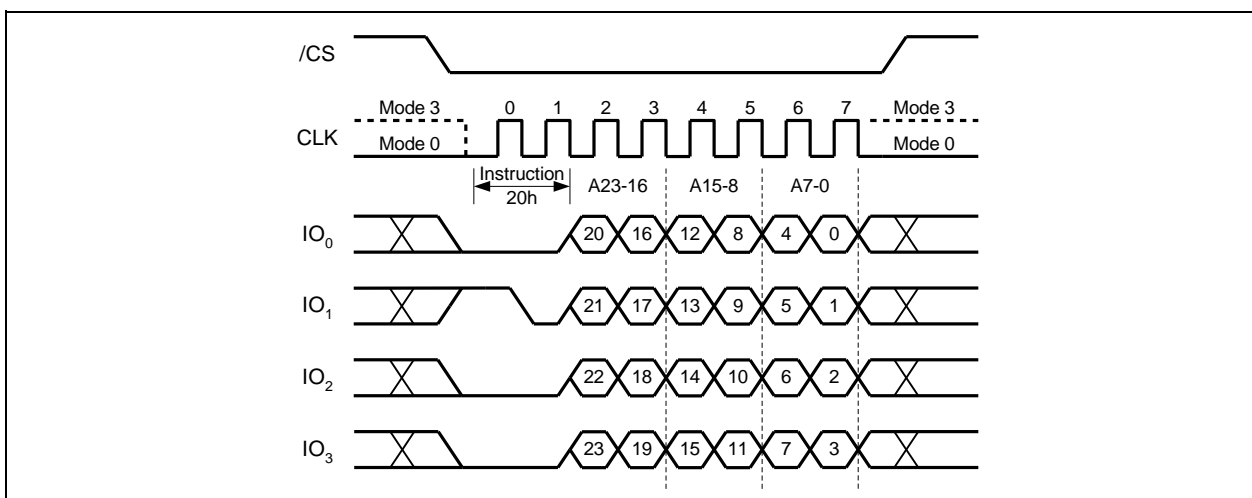 /CS
Mode 3 0 1 2 3 4 5 6 7 Mode 3
CLK
Mode 0 Mode 0
Instruction A23-16 A15-8 A7-0
20h
IO0 20 16 12 8 4 0
IO1 21 17 13 9 5 1
IO2 22 18 14 10 6 2
IO3 23 19 15 11 7 3